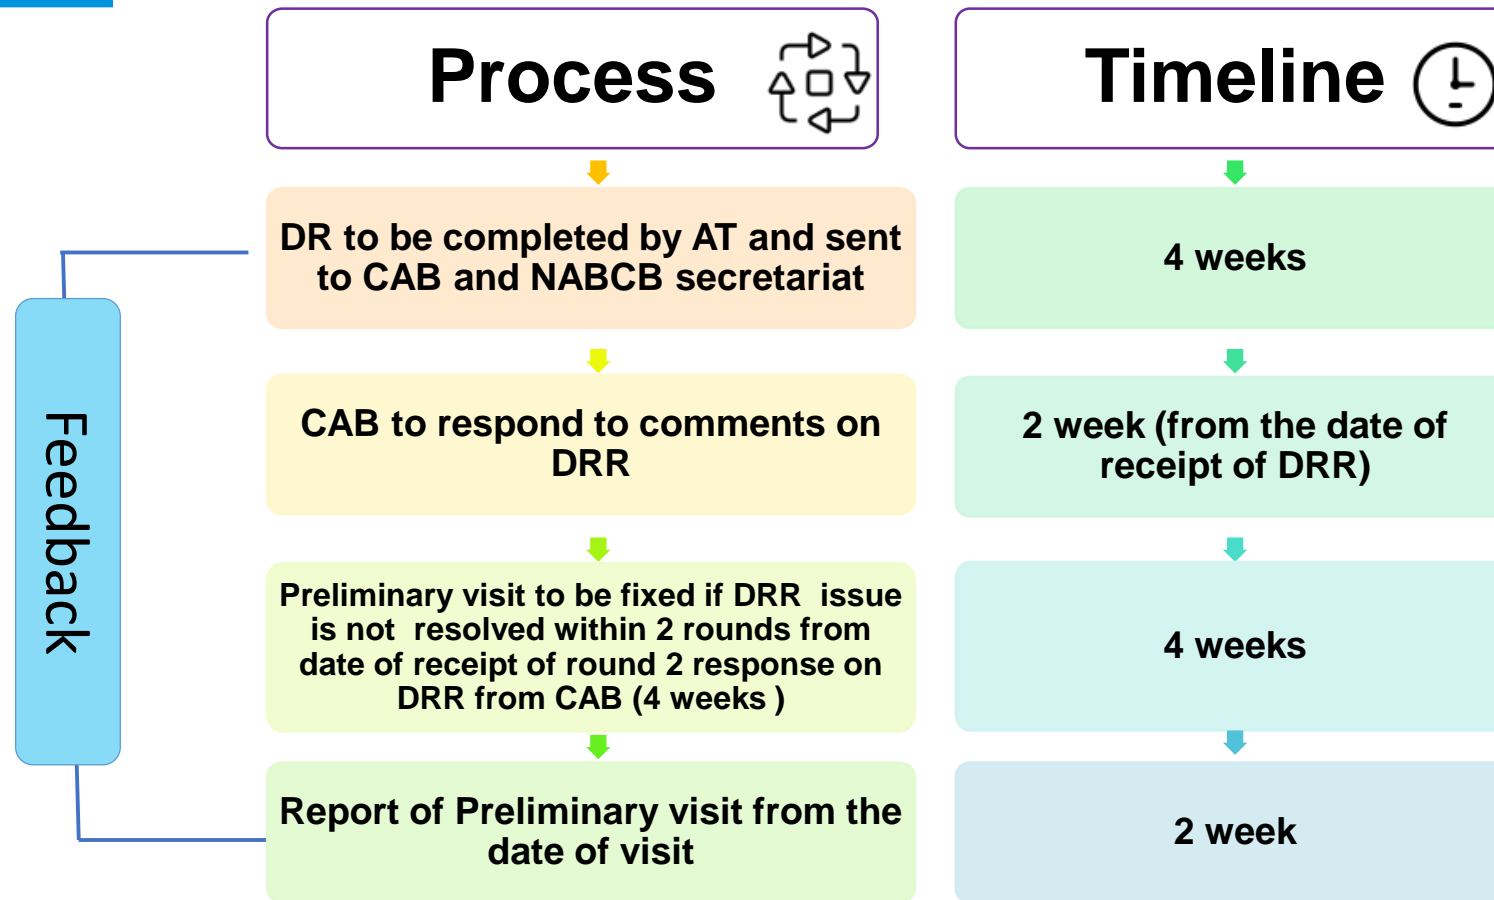 Process
Timeline
DR to be completed by AT and sent
to CAB and NABCB secretariat
4 weeks
CAB to respond to comments on
DRR
2 week (from the date of
receipt of DRR)
Preliminary visit to be fixed if DRR  issue
is not  resolved within 2 rounds from
date of receipt of round 2 response on
DRR from CAB (4 weeks )
4 weeks
Report of Preliminary visit from the
date of visit
2 week
Feedback